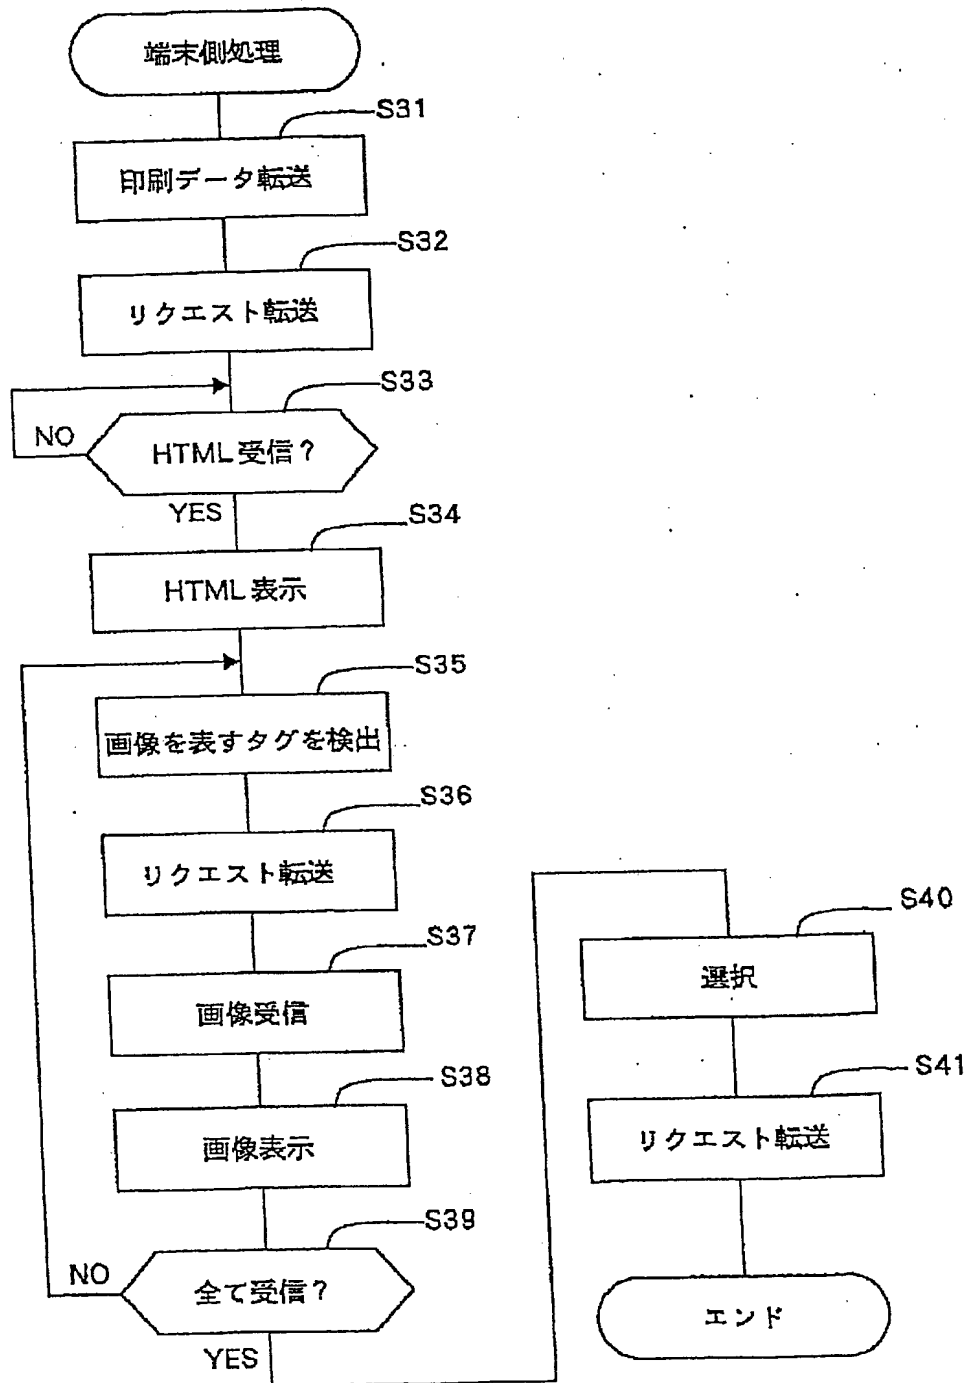 端末側処理
S31
印刷データ転送
S32
リクエスト転送
S33
NO
HTML受信？
YES
S34
HTML表示
S35
画像を表すタグを検出
S36
リクエスト転送
S37
画像受信
S38
画像表示
S39
NO
全て受信？
YES
S40
選択
S41
リクエスト転送
エンド